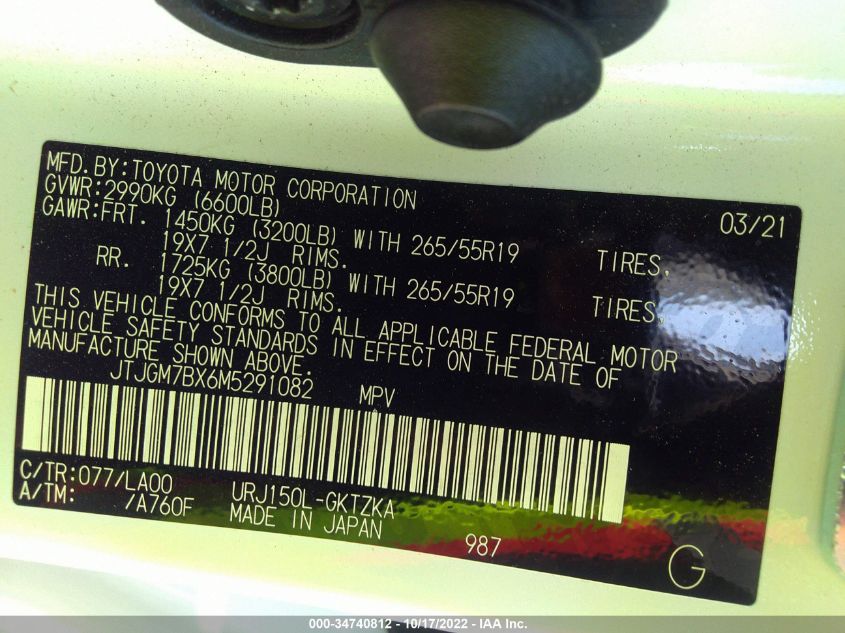 MFD. BY: TOYOTA MOTOR CORPORATION 03/21
GVWR: 2990KG (6600LB)
GAWR: FRT. 1450KG (3200LB) WITH 265/55R19 TIRES,
19X7 1/2J RIMS.
RR. 1725KG (3800LB) WITH 265/55R19 TIRES,
19X7 1/2J RIMS.
THIS VEHICLE CONFORMS TO ALL APPLICABLE FEDERAL MOTOR
VEHICLE SAFETY STANDARDS IN EFFECT ON THE DATE OF
MANUFACTURE SHOWN ABOVE.
JTJGM7BX6M5291082 MPV
C/TR: 077/LA00 URJ150L-GKTZKA
A/TM: /A760F MADE IN JAPAN
987 G
000-34740812 - 10/17/2022 - IAA Inc.